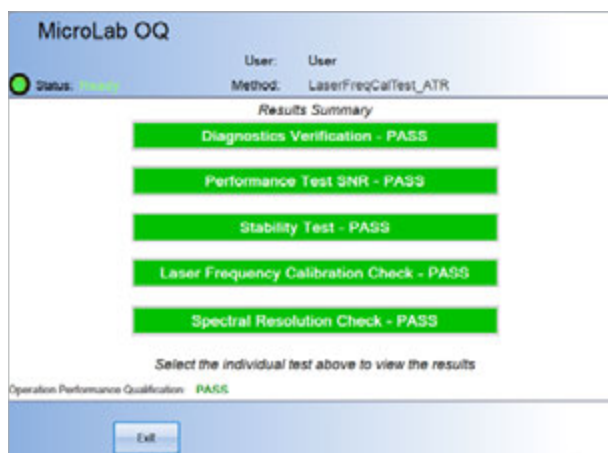 MicroLab OQ
User: User
Status: Ready Method: LaserFreqCalTest_ATR
Results Summary
Diagnostics Verification - PASS
Performance Test SNR - PASS
Stability Test - PASS
Laser Frequency Calibration Check - PASS
Spectral Resolution Check - PASS
Select the individual test above to view the results
Operation Performance Qualification: PASS
Exit